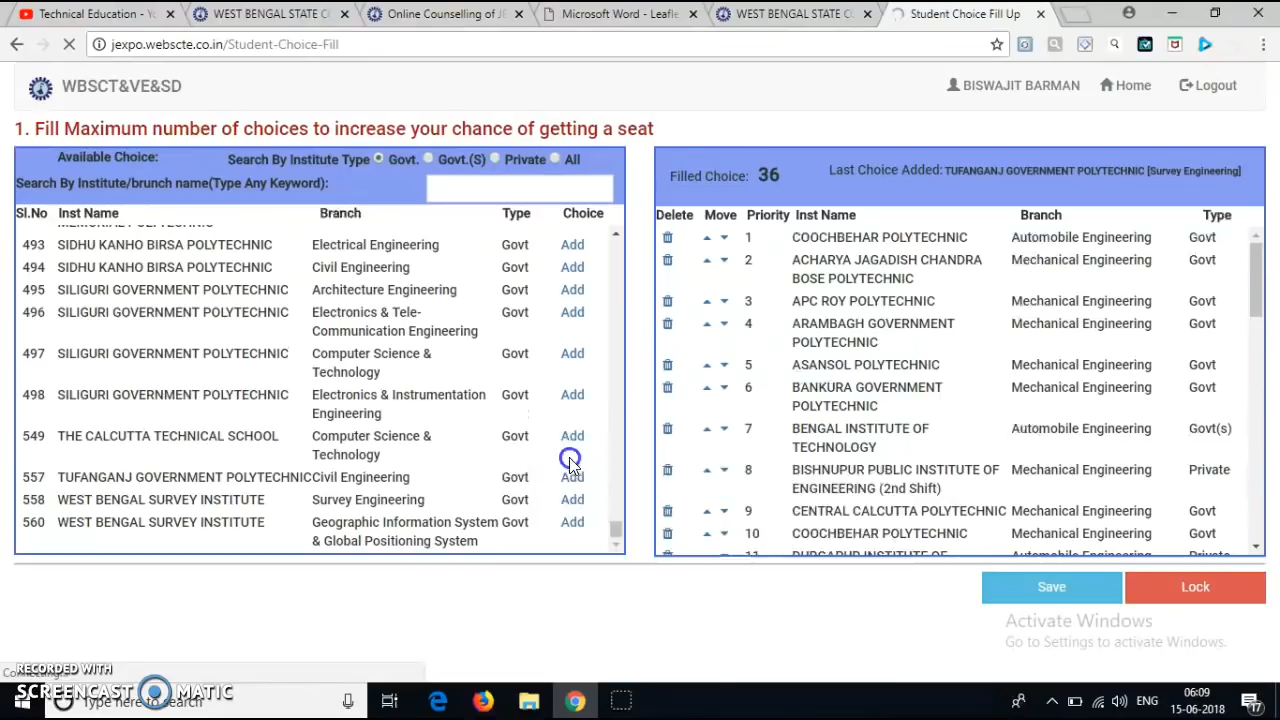 Technical Education - Yo
WEST BENGAL STATE CO
Online Counselling of JE
Microsoft Word - Leafle
WEST BENGAL STATE CO
Student Choice Fill Up
jexpo.webscte.co.in/Student-Choice-Fill
WBSCT&VE&SD
BISWAJIT BARMAN Home Logout
1. Fill Maximum number of choices to increase your chance of getting a seat
Available Choice: Search By Institute Type Govt. Govt.(S) Private All
Search By Institute/brunch name(Type Any Keyword):
Sl.No Inst Name Branch Type Choice
MEMORIAL POLYTECHNIC
493 SIDHU KANHO BIRSA POLYTECHNIC Electrical Engineering Govt Add
494 SIDHU KANHO BIRSA POLYTECHNIC Civil Engineering Govt Add
495 SILIGURI GOVERNMENT POLYTECHNIC Architecture Engineering Govt Add
496 SILIGURI GOVERNMENT POLYTECHNIC Electronics & Tele- Govt Add
Communication Engineering
497 SILIGURI GOVERNMENT POLYTECHNIC Computer Science & Govt Add
Technology
498 SILIGURI GOVERNMENT POLYTECHNIC Electronics & Instrumentation Govt Add
Engineering
549 THE CALCUTTA TECHNICAL SCHOOL Computer Science & Govt Add
Technology
557 TUFANGANJ GOVERNMENT POLYTECHNIC Civil Engineering Govt Add
558 WEST BENGAL SURVEY INSTITUTE Survey Engineering Govt Add
560 WEST BENGAL SURVEY INSTITUTE Geographic Information System Govt Add
& Global Positioning System
Filled Choice: 36 Last Choice Added: TUFANGANJ GOVERNMENT POLYTECHNIC [Survey Engineering]
Delete Move Priority Inst Name Branch Type
1 COOCHBEHAR POLYTECHNIC Automobile Engineering Govt
2 ACHARYA JAGADISH CHANDRA Mechanical Engineering Govt
BOSE POLYTECHNIC
3 APC ROY POLYTECHNIC Mechanical Engineering Govt
4 ARAMBAGH GOVERNMENT Mechanical Engineering Govt
POLYTECHNIC
5 ASANSOL POLYTECHNIC Mechanical Engineering Govt
6 BANKURA GOVERNMENT Mechanical Engineering Govt
POLYTECHNIC
7 BENGAL INSTITUTE OF Automobile Engineering Govt(s)
TECHNOLOGY
8 BISHNUPUR PUBLIC INSTITUTE OF Mechanical Engineering Private
ENGINEERING (2nd Shift)
9 CENTRAL CALCUTTA POLYTECHNIC Mechanical Engineering Govt
10 COOCHBEHAR POLYTECHNIC Mechanical Engineering Govt
11 DURGAPUR INSTITUTE OF Automobile Engineering Private
Save Lock
Activate Windows
Go to Settings to activate Windows.
RECORDED WITH
SCREENCAST MATIC
Type here to search
ENG
06:09
15-06-2018
17